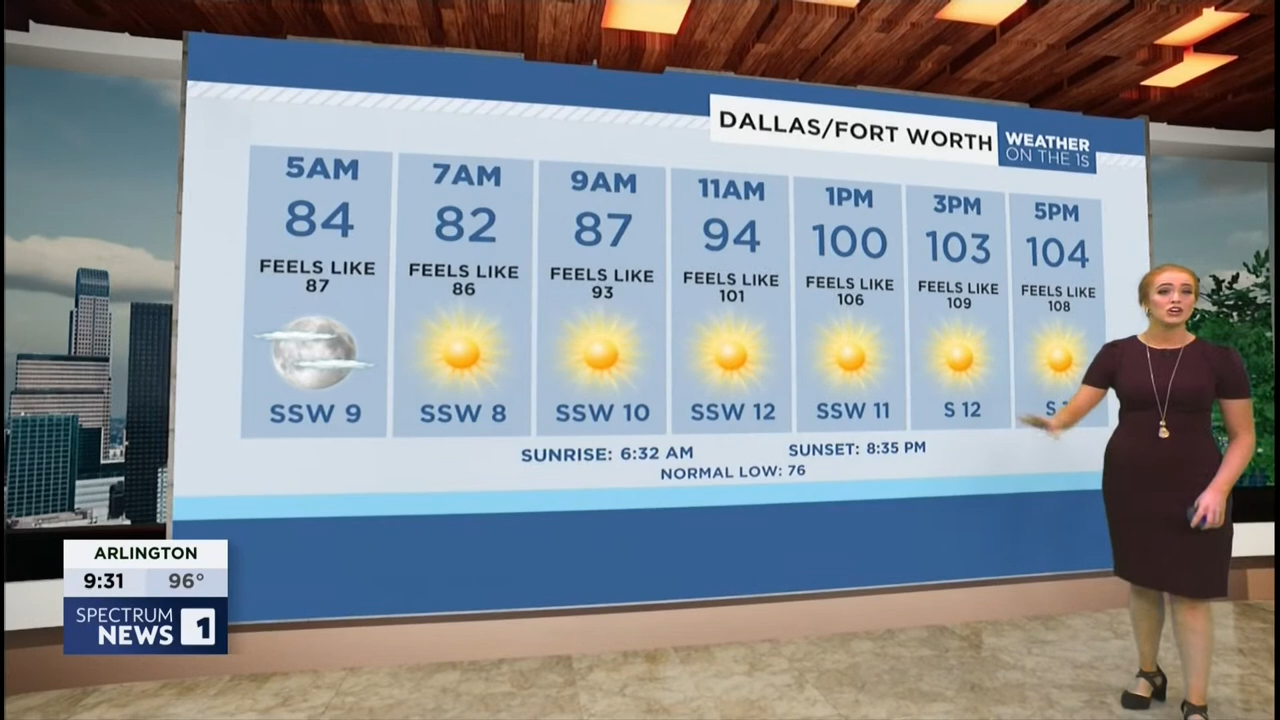 DALLAS/FORT WORTH
WEATHER
ON THE 1S
5AM
84
FEELS LIKE
87
SSW 9
7AM
82
FEELS LIKE
86
SSW 8
9AM
87
FEELS LIKE
93
SSW 10
11AM
94
FEELS LIKE
101
SSW 12
1PM
100
FEELS LIKE
106
SSW 11
3PM
103
FEELS LIKE
109
S 12
5PM
104
FEELS LIKE
108
S
SUNRISE: 6:32 AM
SUNSET: 8:35 PM
NORMAL LOW: 76
ARLINGTON
9:31 96°
SPECTRUM
NEWS 1